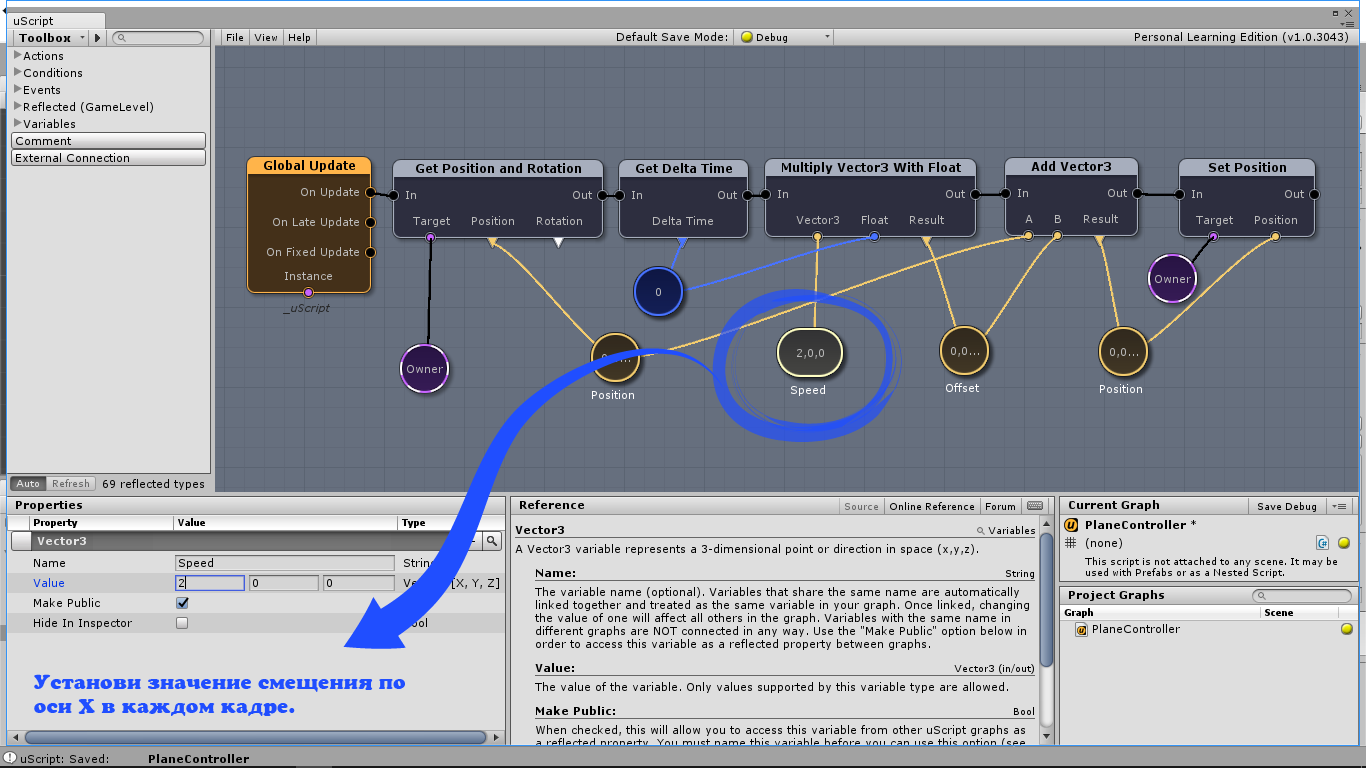 uScript
Toolbox
File View Help
Default Save Mode: Debug
Personal Learning Edition (v1.0.3043)
Actions
Conditions
Events
Reflected (GameLevel)
Variables
Comment
External Connection
Global Update
On Update
On Late Update
On Fixed Update
Instance
_uScript
Get Position and Rotation
In Out
Target Position Rotation
Get Delta Time
In Out
Delta Time
Multiply Vector3 With Float
In Out
Vector3 Float Result
Add Vector3
In Out
A B Result
Set Position
In Out
Target Position
Owner
0
Owner
Position
2,0,0
Speed
0,0...
Offset
0,0...
Position
Auto Refresh 69 reflected types
Properties
Property Value Type
Vector3
Name Speed
Value 2 0 0 [X, Y, Z]
Make Public
Hide In Inspector
Установи значение смещения по
оси X в каждом кадре.
Reference
Source Online Reference Forum
Vector3 Variables
A Vector3 variable represents a 3-dimensional point or direction in space (x,y,z).
Name: String
The variable name (optional). Variables that share the same name are automatically
linked together and treated as the same variable in your graph. Once linked, changing
the value of one will affect all others in the graph. Variables with the same name in
different graphs are NOT connected in any way. Use the "Make Public" option below in
order to access this variable as a reflected property between graphs.
Value: Vector3 (in/out)
The value of the variable. Only values supported by this variable type are allowed.
Make Public: Bool
When checked, this will allow you to access this variable from other uScript graphs as
a reflected property. You must name this variable before you can use this option (see
Current Graph Save Debug
PlaneController *
(none)
This script is not attached to any scene. It may be
used with Prefabs or as a Nested Script.
Project Graphs
Graph Scene
PlaneController
uScript: Saved: PlaneController